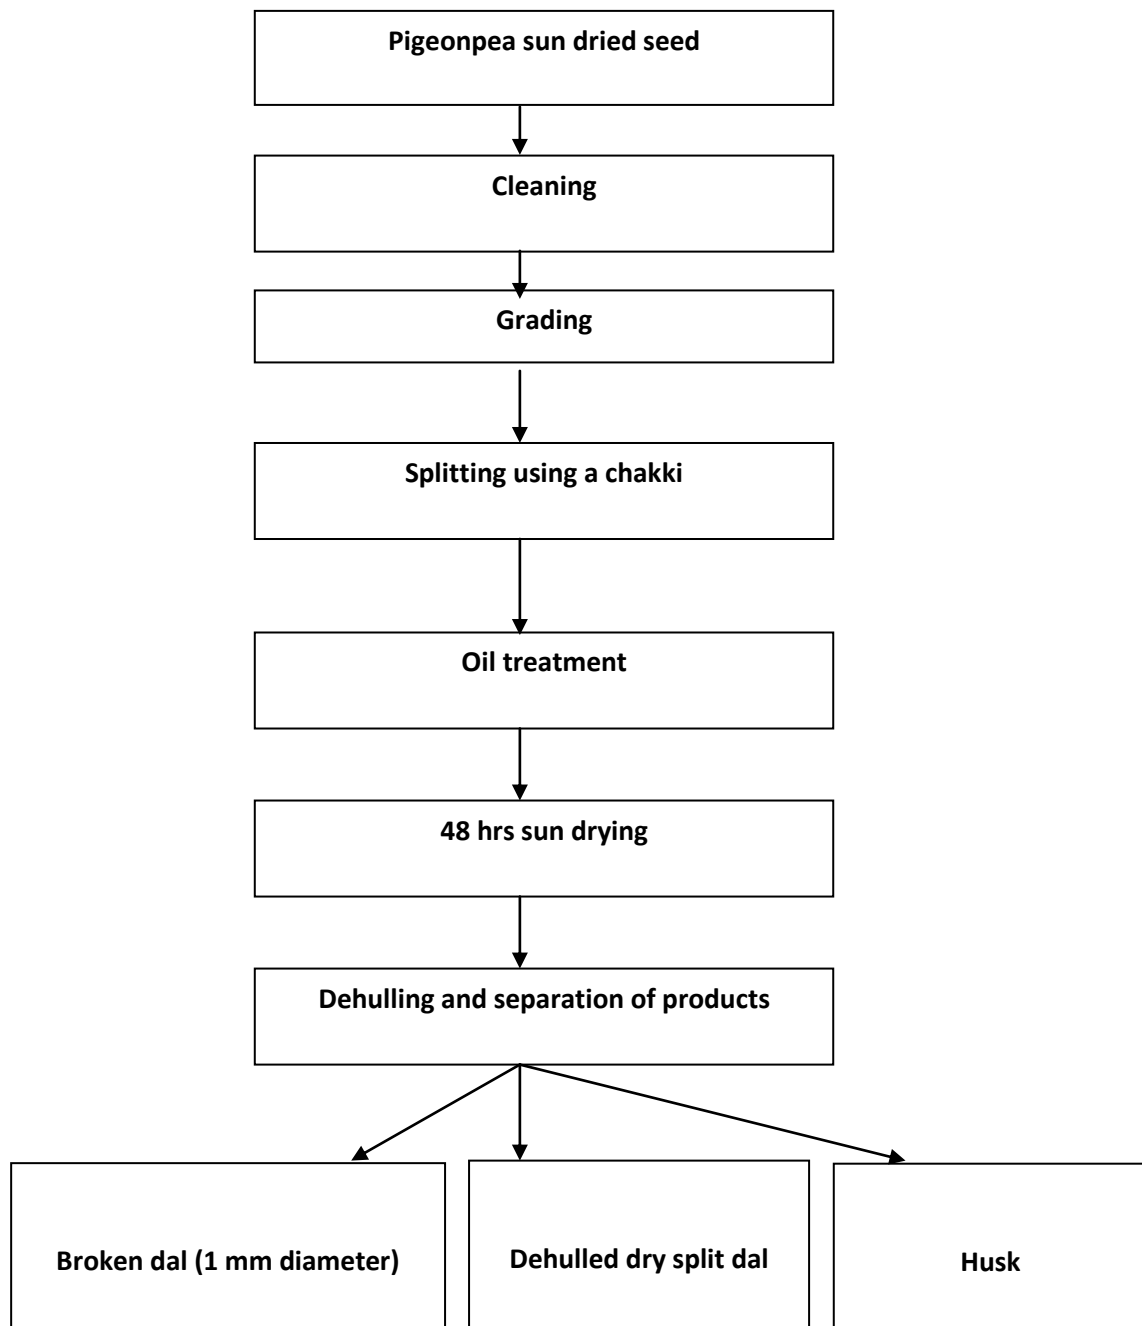 Pigeonpea sun dried seed
Cleaning
Grading
Splitting using a chakki
Oil treatment
48 hrs sun drying
Dehulling and separation of products
Broken dal (1 mm diameter)
Dehulled dry split dal
Husk